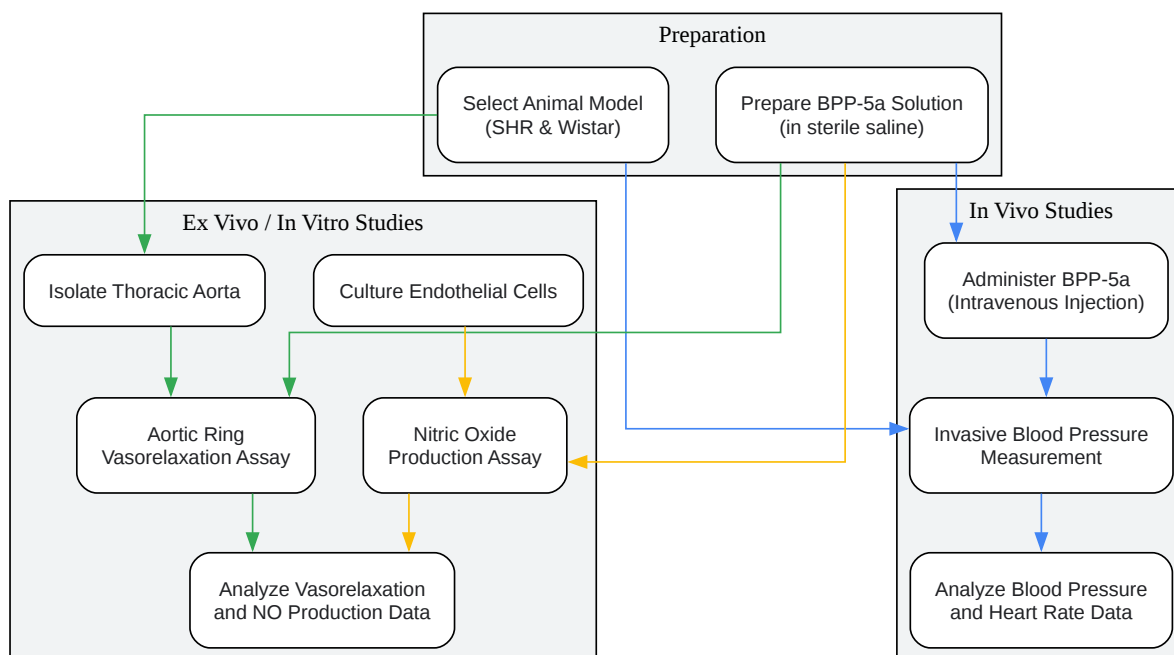 Preparation
Select Animal Model
(SHR & Wistar)
Prepare BPP-5a Solution
(in sterile saline)
Ex Vivo / In Vitro Studies
Isolate Thoracic Aorta
Culture Endothelial Cells
Aortic Ring
Vasorelaxation Assay
Nitric Oxide
Production Assay
Analyze Vasorelaxation
and NO Production Data
In Vivo Studies
Administer BPP-5a
(Intravenous Injection)
Invasive Blood Pressure
Measurement
Analyze Blood Pressure
and Heart Rate Data